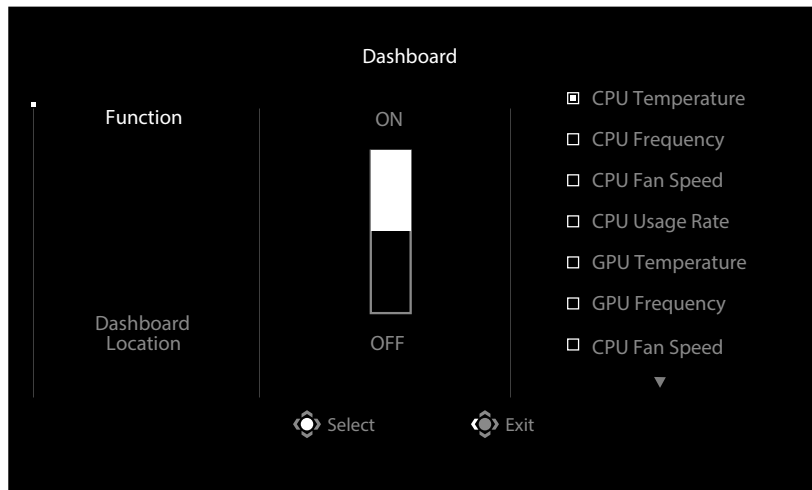 Dashboard
Function
Dashboard
Location
ON
OFF
CPU Temperature
CPU Frequency
CPU Fan Speed
CPU Usage Rate
GPU Temperature
GPU Frequency
CPU Fan Speed
Select
Exit